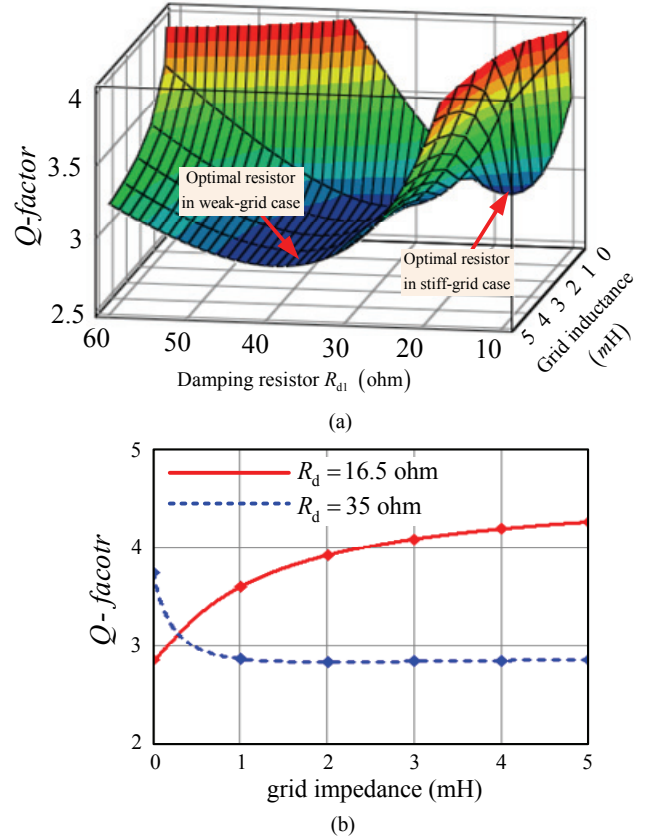 4
3.5
3
2.5
Q-factor
Optimal resistor
in weak-grid case
Optimal resistor
in stiff-grid case
60 50 40 30 20 10
Damping resistor R_d1 (ohm)
5 4 3 2 1 0
Grid inductance
(mH)
(a)
5
4
3
2
Q- facotr
R_d = 16.5 ohm
R_d = 35 ohm
0 1 2 3 4 5
grid impedance (mH)
(b)